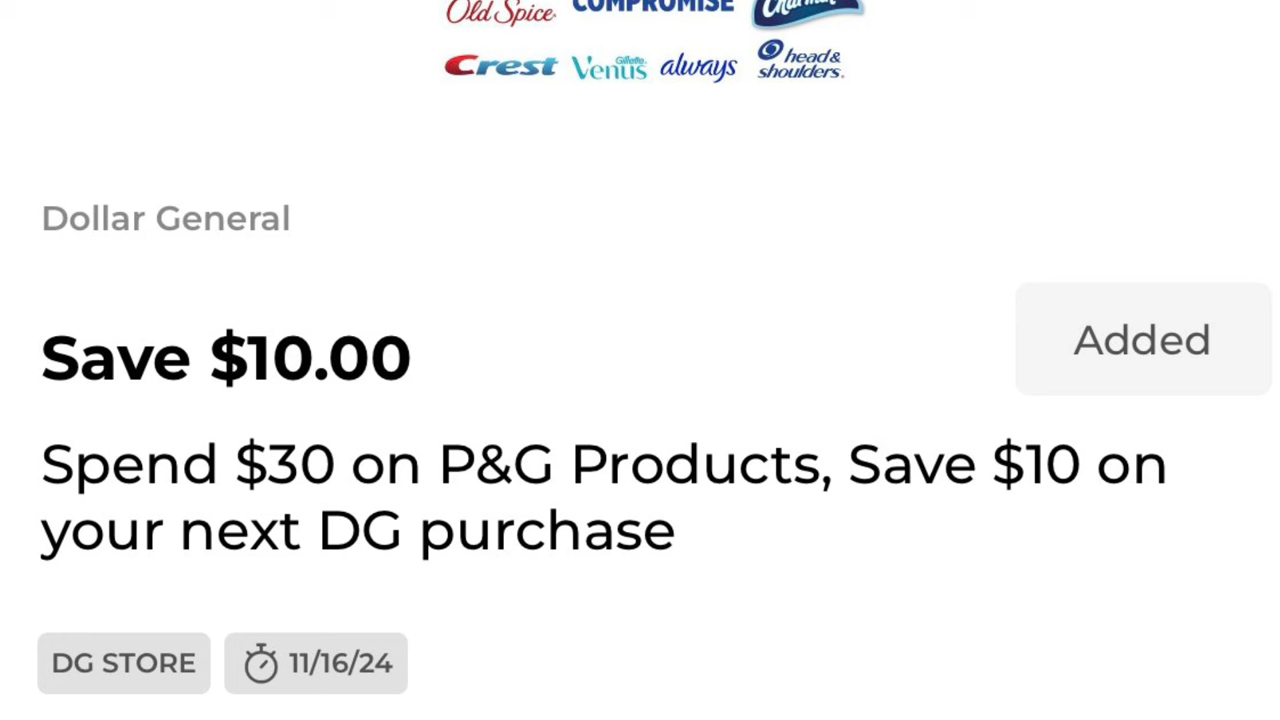 Old Spice COMPROMISE Charmin
Crest Gillette Venus always head & shoulders.
Dollar General
Save $10.00
Added
Spend $30 on P&G Products, Save $10 on
your next DG purchase
DG STORE 11/16/24